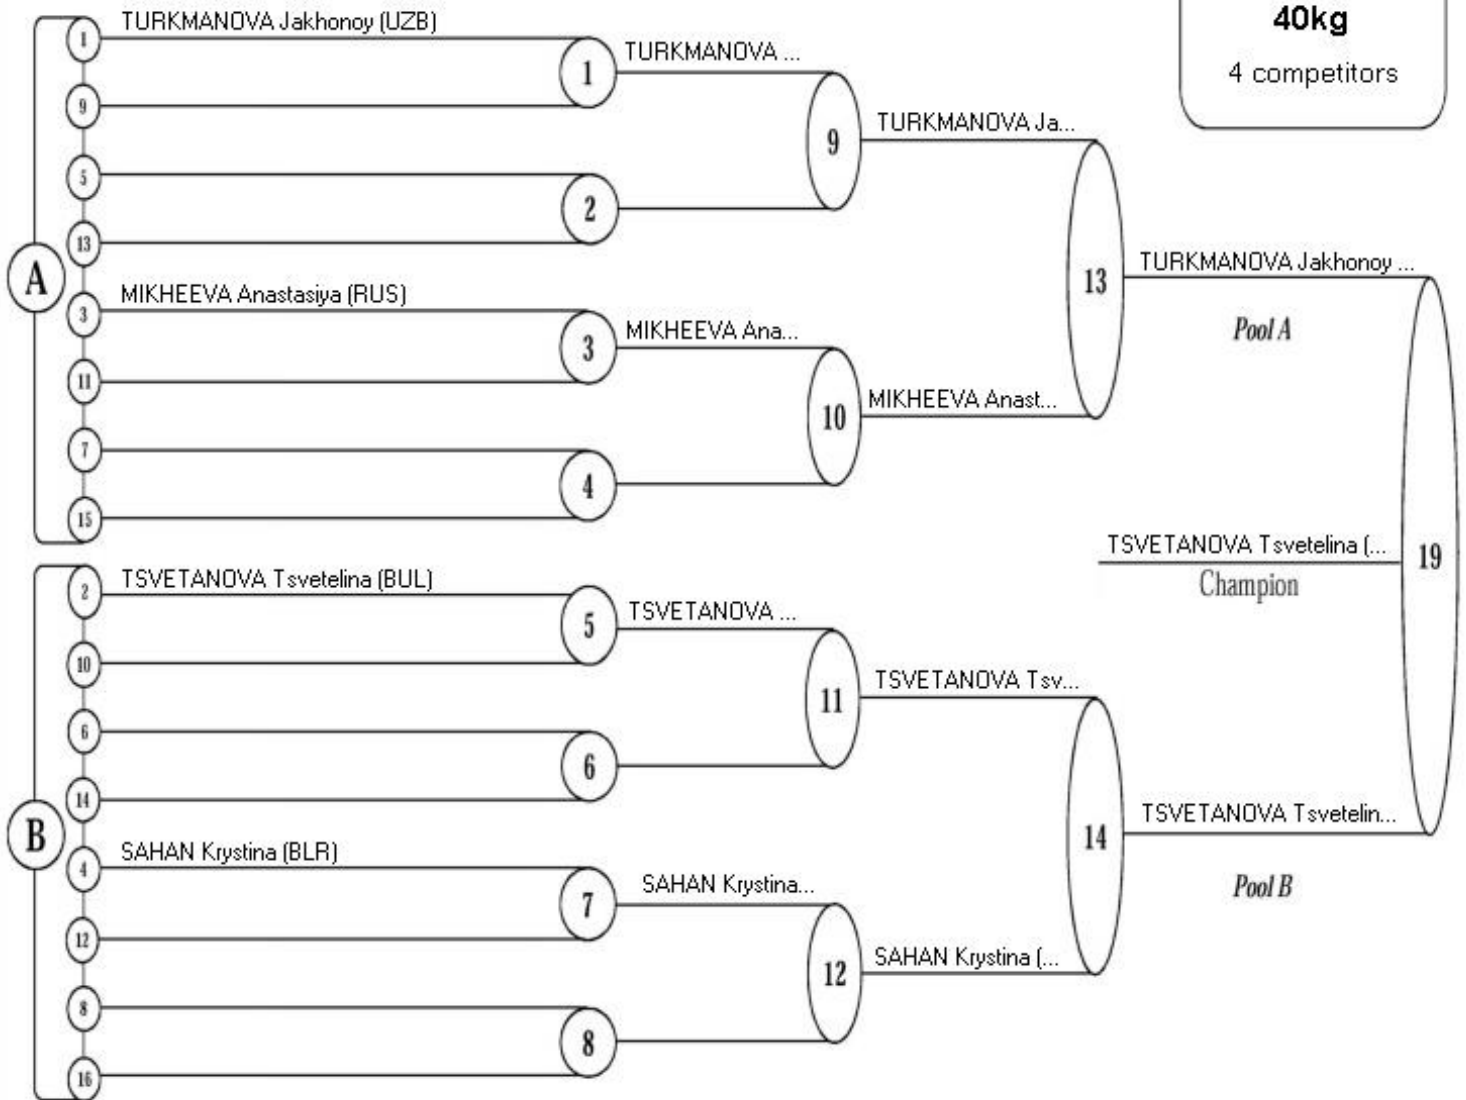 TURKMANOVA Jakhonoy (UZB)
40kg
4 competitors
1
1
TURKMANOVA ...
9
9
TURKMANOVA Ja...
5
2
13
A
13
TURKMANOVA Jakhonoy ...
Pool A
MIKHEEVA Anastasiya (RUS)
3
3
MIKHEEVA Ana...
11
10
MIKHEEVA Anast...
7
4
15
TSVETANOVA Tsvetelina (...
19
Champion
TSVETANOVA Tsvetelina (BUL)
2
5
TSVETANOVA ...
10
11
TSVETANOVA Tsv...
6
6
14
B
14
TSVETANOVA Tsvetelin...
Pool B
SAHAN Krystina (BLR)
4
7
SAHAN Krystina...
12
12
SAHAN Krystina (...
8
8
16